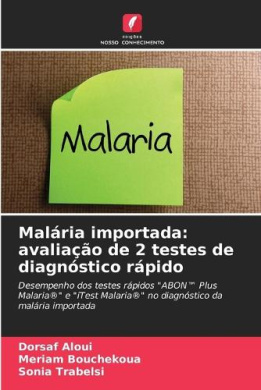 edições
NOSSO CONHECIMENTO
Malaria
Malária importada:
avaliação de 2 testes de
diagnóstico rápido
Desempenho dos testes rápidos "ABON™ Plus
Malaria®" e "iTest Malaria®" no diagnóstico da
malária importada
Dorsaf Aloui
Meriam Bouchekoua
Sonia Trabelsi